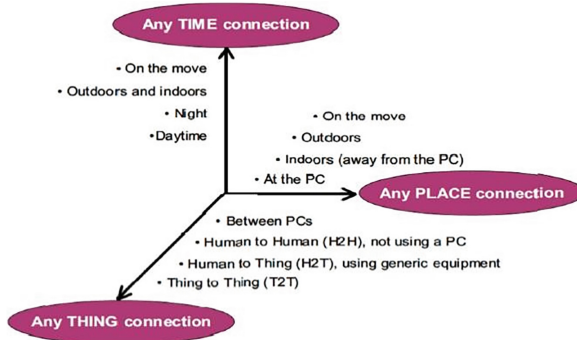 Any TIME connection
• On the move
• Outdoors and indoors
• Night
•Daytime
• On the move
• Outdoors
• Indoors (away from the PC)
• At the PC
Any PLACE connection
• Between PCs
• Human to Human (H2H), not using a PC
• Human to Thing (H2T), using generic equipment
• Thing to Thing (T2T)
Any THING connection